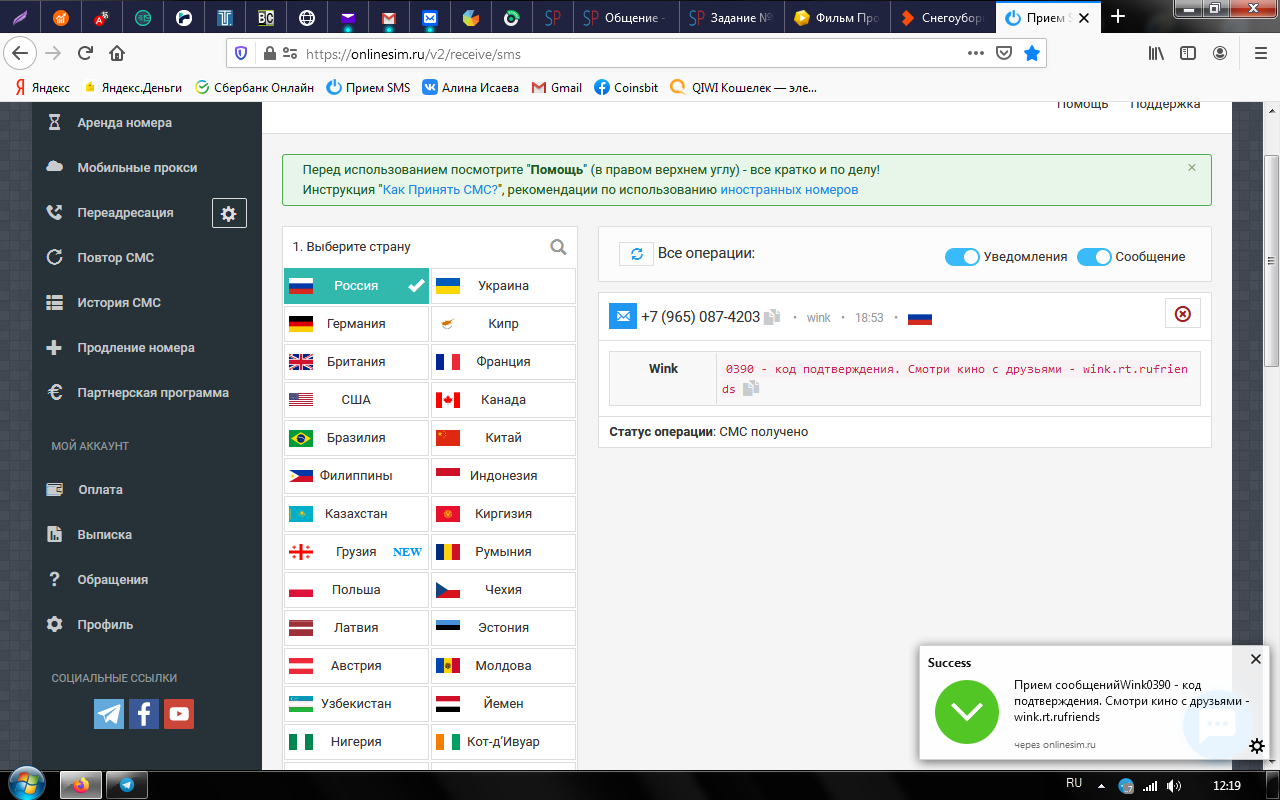 BC
SP
SP Общение -
SP Задание №
Фильм Про
Снегоубор
Прием S
https://onlinesim.ru/v2/receive/sms
Яндекс
Яндекс.Деньги
Сбербанк Онлайн
Прием SMS
Алина Исаева
Gmail
Coinsbit
QIWI Кошелек — эле...
Помощь
Поддержка
Аренда номера
Мобильные прокси
Переадресация
Повтор СМС
История СМС
Продление номера
Партнерская программа
МОЙ АККАУНТ
Оплата
Выписка
Обращения
Профиль
СОЦИАЛЬНЫЕ ССЫЛКИ
Перед использованием посмотрите "Помощь" (в правом верхнем углу) - все кратко и по делу!
Инструкция "Как Принять СМС?", рекомендации по использованию иностранных номеров
1. Выберите страну
Россия
Украина
Германия
Кипр
Британия
Франция
США
Канада
Бразилия
Китай
Филиппины
Индонезия
Казахстан
Киргизия
Грузия NEW
Румыния
Польша
Чехия
Латвия
Эстония
Австрия
Молдова
Узбекистан
Йемен
Нигерия
Кот-д'Ивуар
Все операции:
Уведомления
Сообщение
+7 (965) 087-4203 • wink • 18:53 •
Wink
0390 - код подтверждения. Смотри кино с друзьями - wink.rt.rufrien
ds
Статус операции: СМС получено
Success
Прием сообщенийWink0390 - код
подтверждения. Смотри кино с друзьями -
wink.rt.rufriends
через onlinesim.ru
RU
12:19